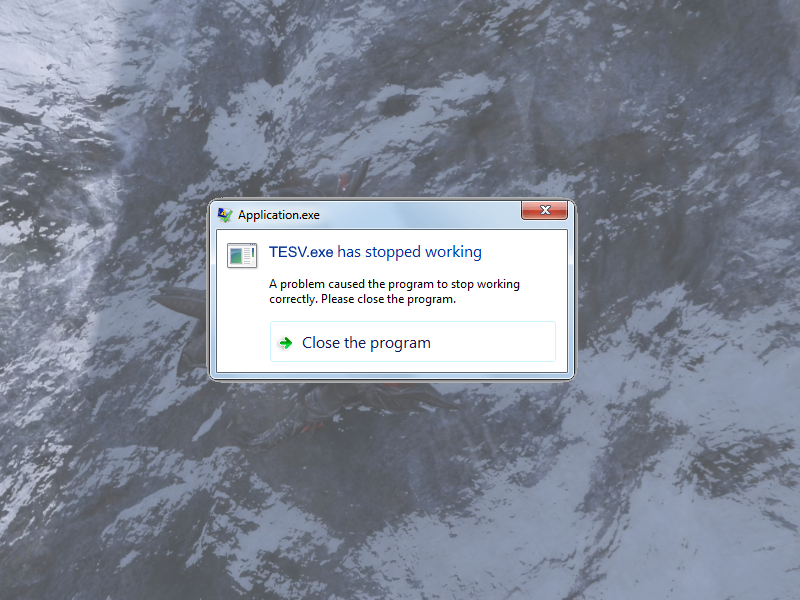 Application.exe
TESV.exe has stopped working
A problem caused the program to stop working
correctly. Please close the program.
Close the program